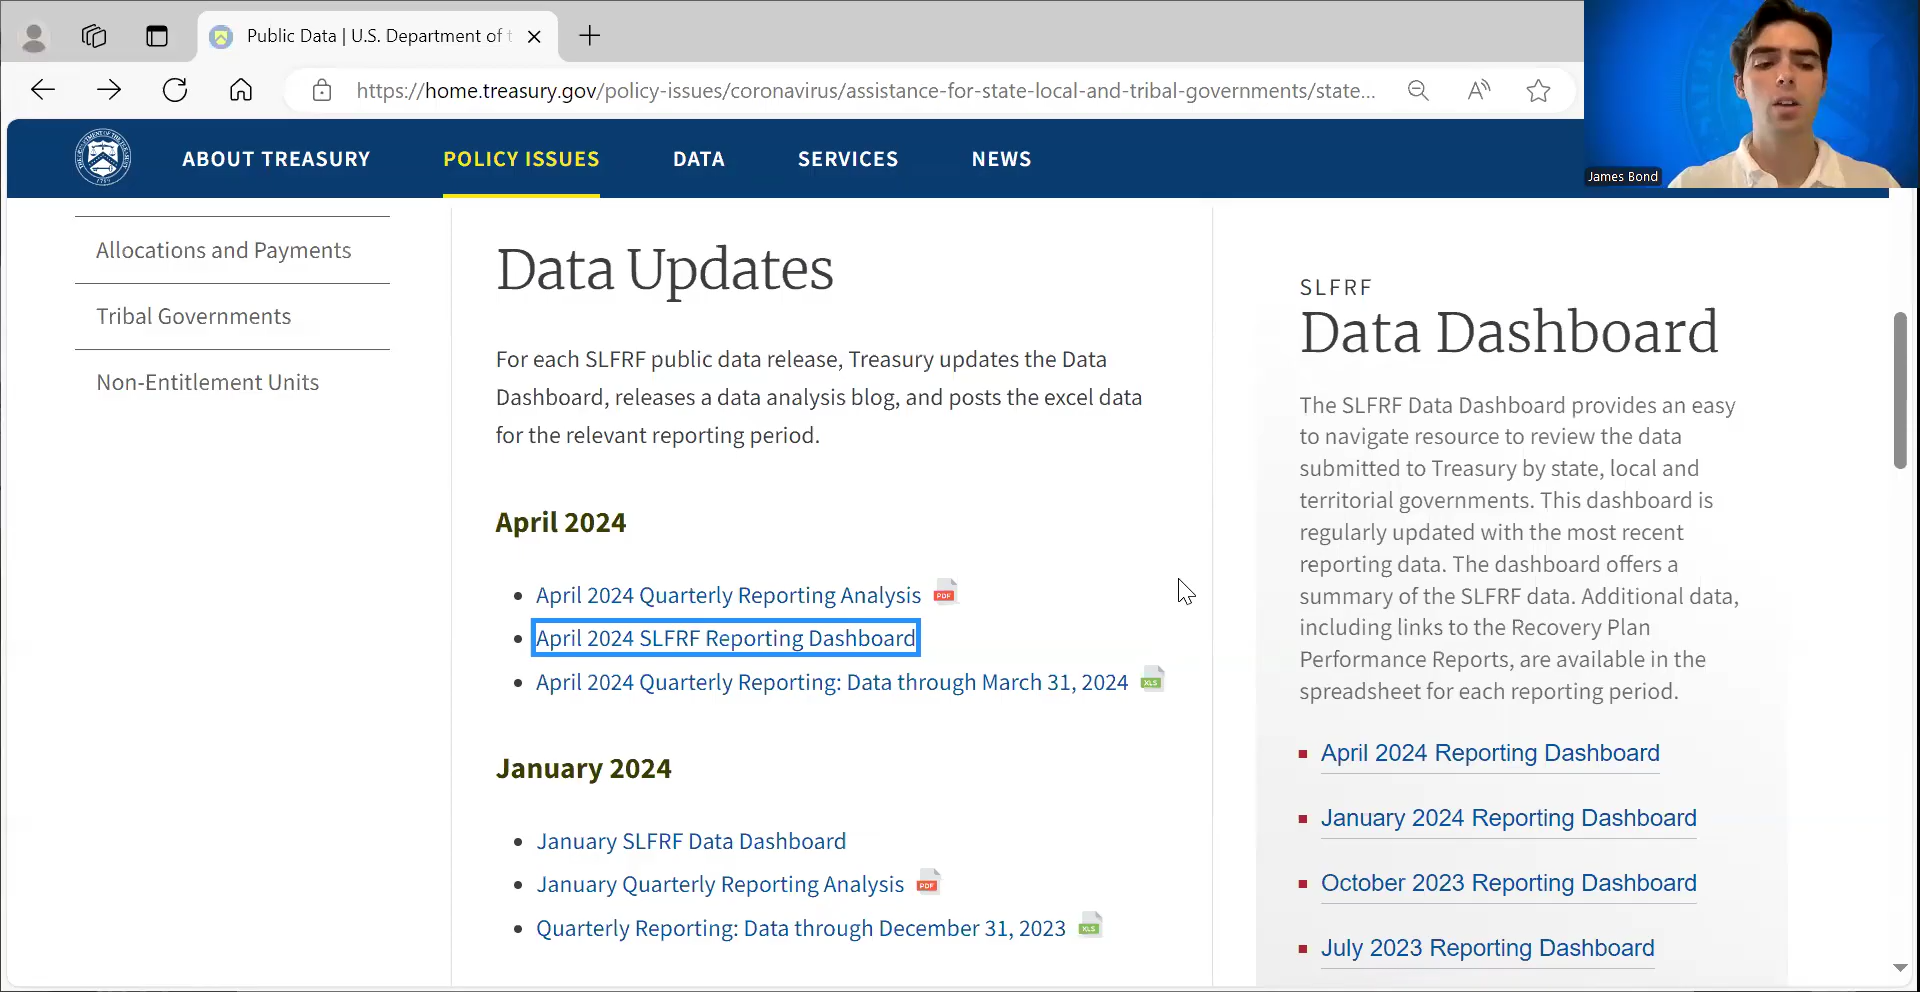 Public Data | U.S. Department of t
https://home.treasury.gov/policy-issues/coronavirus/assistance-for-state-local-and-tribal-governments/state...
ABOUT TREASURY
POLICY ISSUES
DATA
SERVICES
NEWS
James Bond
Allocations and Payments
Tribal Governments
Non-Entitlement Units
Data Updates
For each SLFRF public data release, Treasury updates the Data
Dashboard, releases a data analysis blog, and posts the excel data
for the relevant reporting period.
April 2024
April 2024 Quarterly Reporting Analysis PDF
April 2024 SLFRF Reporting Dashboard
April 2024 Quarterly Reporting: Data through March 31, 2024 XLS
January 2024
January SLFRF Data Dashboard
January Quarterly Reporting Analysis PDF
Quarterly Reporting: Data through December 31, 2023 XLS
SLFRF
Data Dashboard
The SLFRF Data Dashboard provides an easy
to navigate resource to review the data
submitted to Treasury by state, local and
territorial governments. This dashboard is
regularly updated with the most recent
reporting data. The dashboard offers a
summary of the SLFRF data. Additional data,
including links to the Recovery Plan
Performance Reports, are available in the
spreadsheet for each reporting period.
April 2024 Reporting Dashboard
January 2024 Reporting Dashboard
October 2023 Reporting Dashboard
July 2023 Reporting Dashboard